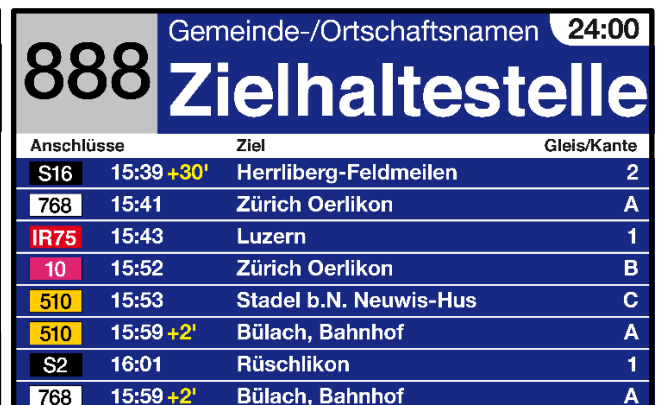 888 Gemeinde-/Ortschaftsnamen 24:00
Zielhaltestelle
Anschlüsse Ziel Gleis/Kante
S16 15:39 +30' Herrliberg-Feldmeilen 2
768 15:41 Zürich Oerlikon A
IR75 15:43 Luzern 1
10 15:52 Zürich Oerlikon B
510 15:53 Stadel b.N. Neuwis-Hus C
510 15:59 +2' Bülach, Bahnhof A
S2 16:01 Rüschlikon 1
768 15:59 +2' Bülach, Bahnhof A